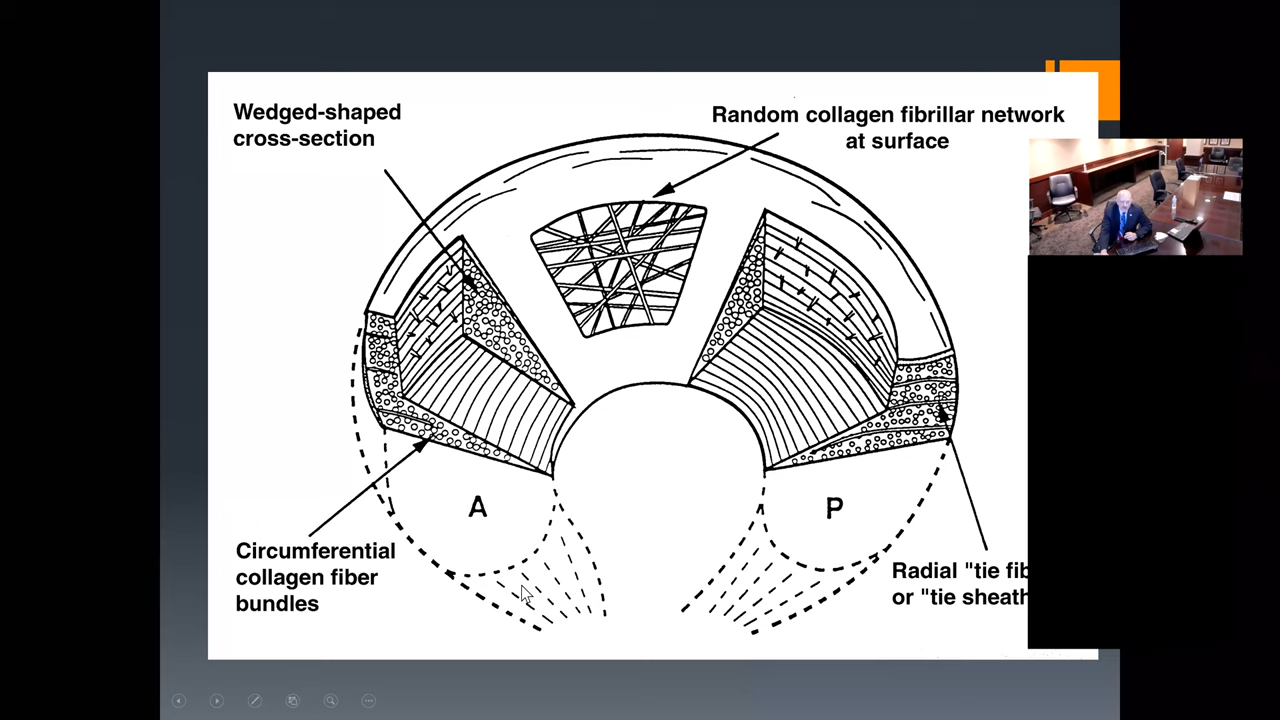 Wedged-shaped
cross-section
Random collagen fibrillar network
at surface
A
P
Circumferential
collagen fiber
bundles
Radial "tie
or "tie